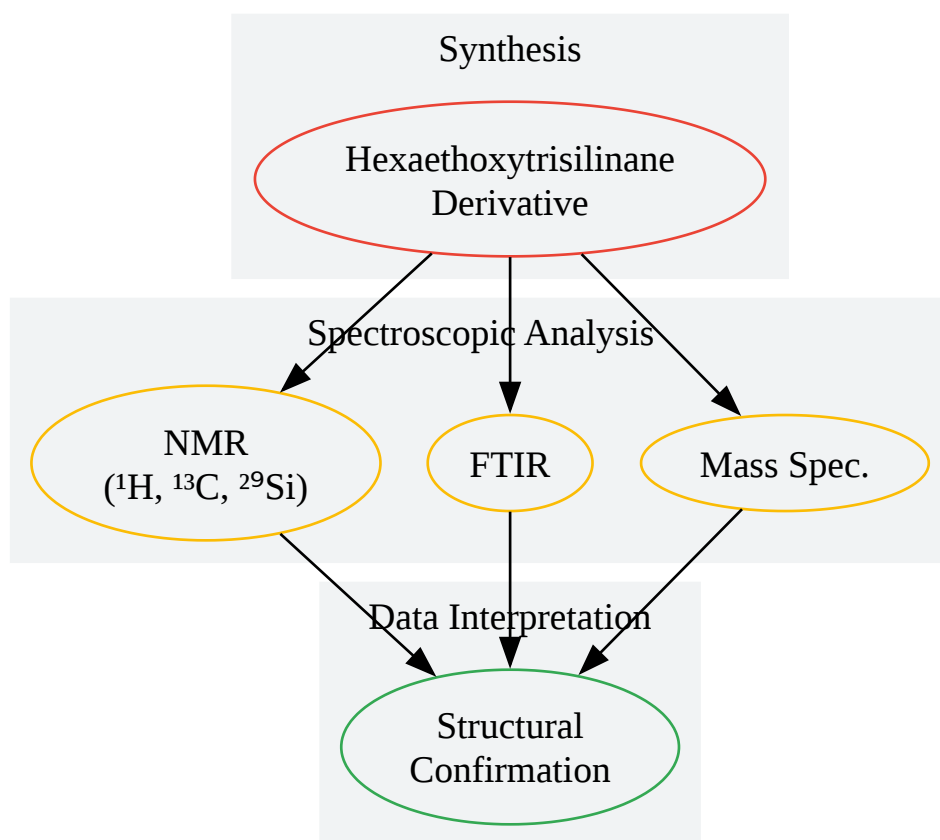 Synthesis
Hexaethoxytrisilinane
Derivative
Spectroscopic Analysis
NMR
(¹H, ¹³C, ²⁹Si)
FTIR
Mass Spec.
Data Interpretation
Structural
Confirmation